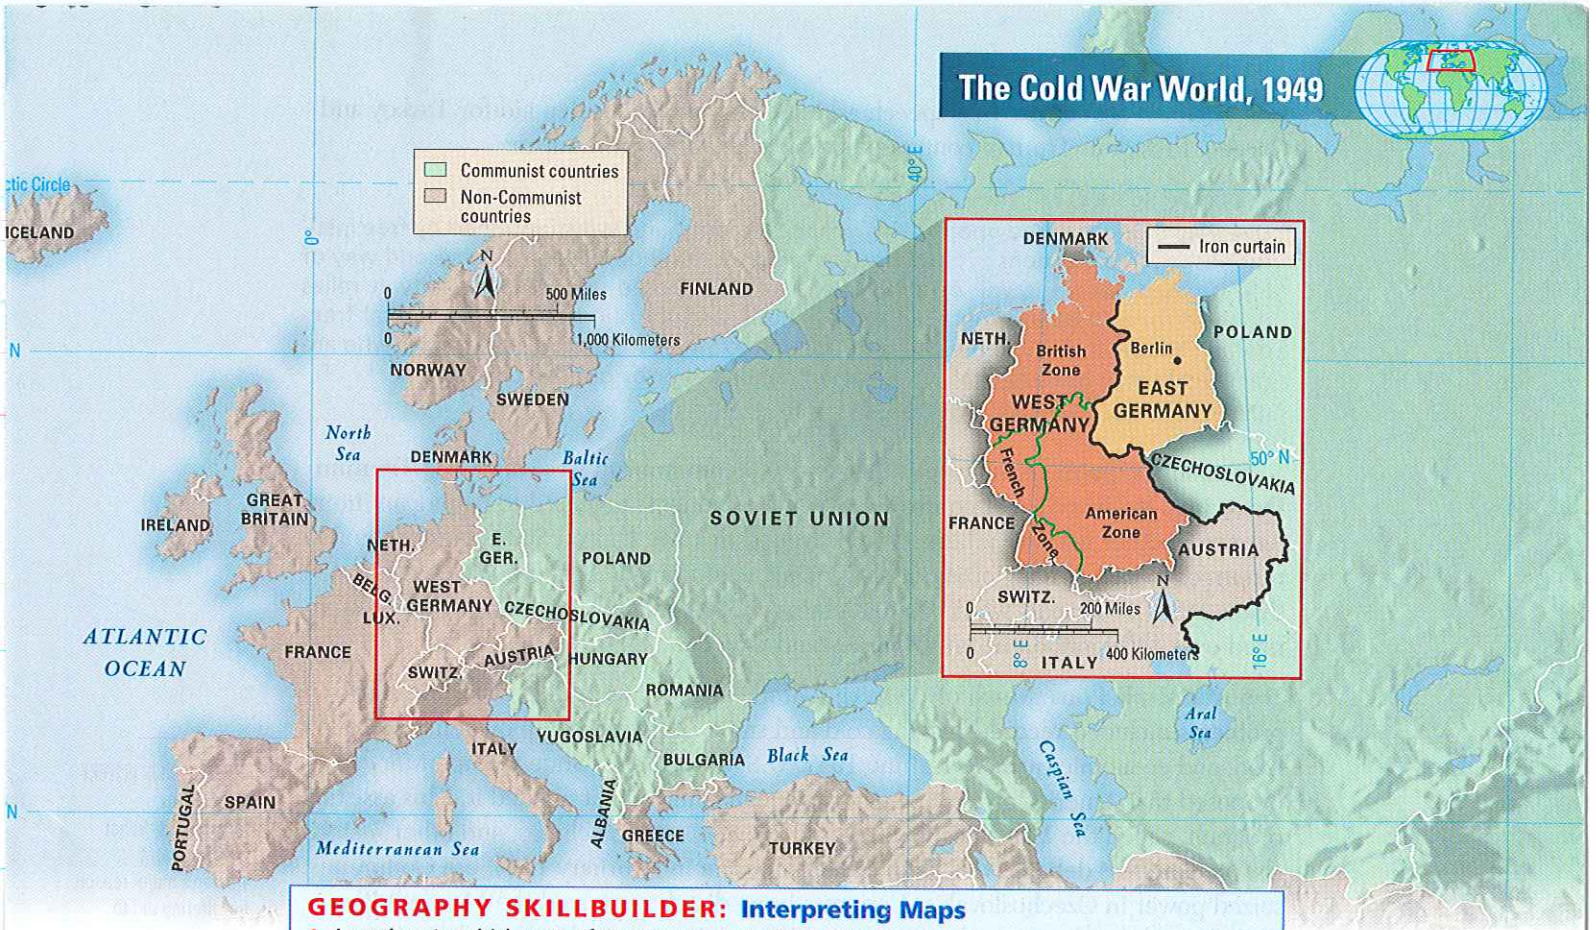 The Cold War World, 1949
Communist countries
Non-Communist
countries
ctic Circle
ICELAND
0°
40° E
N
0
500 Miles
0
1,000 Kilometers
N
FINLAND
NORWAY
SWEDEN
North
Sea
DENMARK
Baltic
Sea
IRELAND
GREAT
BRITAIN
NETH.
E.
GER.
POLAND
SOVIET UNION
BELG.
WEST
GERMANY
LUX.
CZECHOSLOVAKIA
ATLANTIC
OCEAN
FRANCE
SWITZ.
AUSTRIA
HUNGARY
ROMANIA
ITALY
YUGOSLAVIA
BULGARIA
Black Sea
Caspian Sea
Aral
Sea
N
PORTUGAL
SPAIN
Mediterranean Sea
ALBANIA
GREECE
TURKEY
DENMARK
Iron curtain
NETH.
POLAND
British
Zone
Berlin
EAST
GERMANY
WEST
GERMANY
50° N
CZECHOSLOVAKIA
French
Zone
FRANCE
American
Zone
AUSTRIA
N
SWITZ.
0
200 Miles
0
400 Kilometers
8° E
ITALY
16° E
GEOGRAPHY SKILLBUILDER: Interpreting Maps